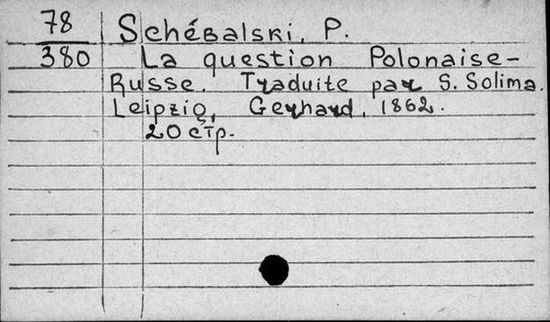 78 Schébalski, P.
380 La question Polonaise-
Russe. Traduite par S. Solima.
Leipzig, Gerhard, 1862.
20 стр.